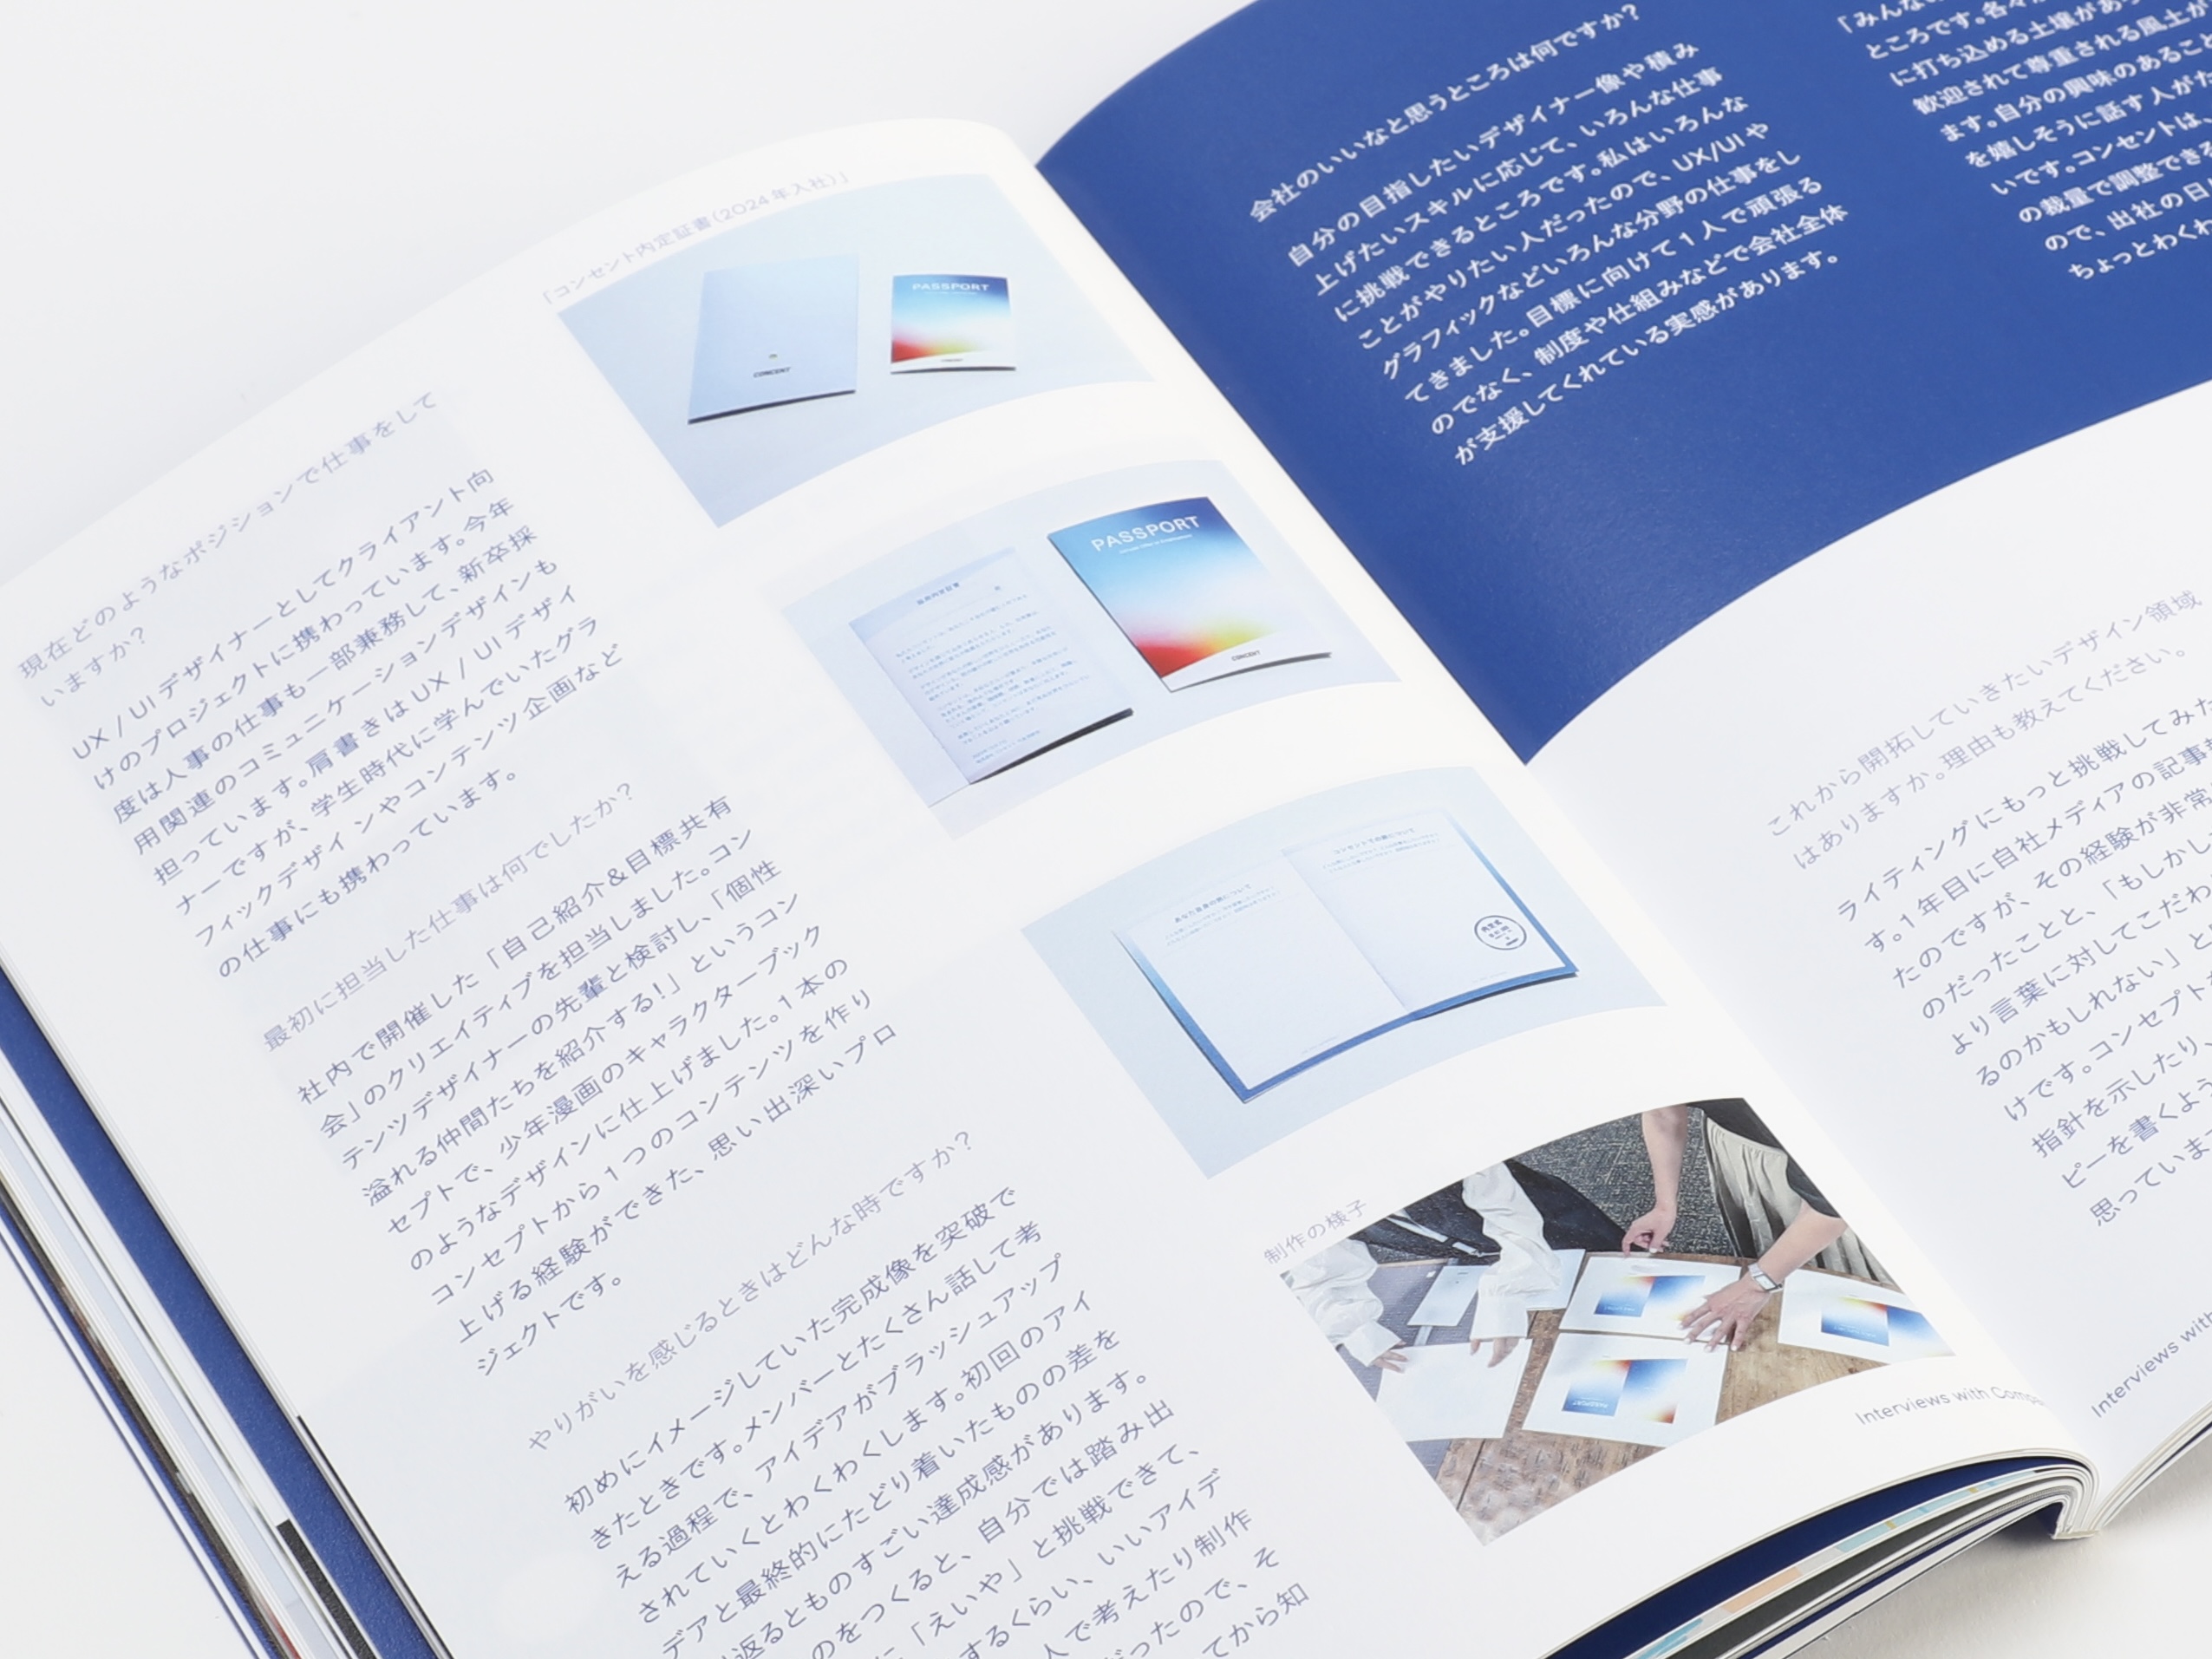 「コンセント内定証書(2024年入社)」
PASSPORT
CONCENT
PASSPORT
CONCENT
採用内定証書
あなた自身の旅について
コンセントでの旅について
制作の様子
現在どのようなポジションで仕事をして
いますか?
UX / UI デザイナーとしてクライアント向
けのプロジェクトに携わっています。今年
度は人事の仕事も一部兼務して、新卒採
用関連のコミュニケーションデザインも
担っています。肩書きは UX / UI デザイ
ナーですが、学生時代に学んでいたグラ
フィックデザインやコンテンツ企画など
の仕事にも携わっています。
最初に担当した仕事は何でしたか?
社内で開催した「自己紹介&目標共有
会」のクリエイティブを担当しました。コン
テンツデザイナーの先輩と検討し、「個性
溢れる仲間たちを紹介する!」というコン
セプトで、少年漫画のキャラクターブック
のようなデザインに仕上げました。1本の
コンセプトから1つのコンテンツを作り
上げる経験ができた、思い出深いプロ
ジェクトです。
やりがいを感じるときはどんな時ですか?
初めにイメージしていた完成像を突破で
きたときです。メンバーとたくさん話して考
える過程で、アイデアがブラッシュアップ
されていくとわくわくします。初回のアイ
デアと最終的にたどり着いたものの差を
返るとものすごい達成感があります。
のをつくると、自分では踏み出
に「えいや」と挑戦できて、
するくらい、いいアイデ
人で考えたり制作
だったので、そ
てから知
Interviews with
会社のいいなと思うところは何ですか?
自分の目指したいデザイナー像や積み
上げたいスキルに応じて、いろんな仕事
に挑戦できるところです。私はいろんな
ことがやりたい人だったので、UX/UIや
グラフィックなどいろんな分野の仕事をし
てきました。目標に向けて1人で頑張る
のでなく、制度や仕組みなどで会社全体
が支援してくれている実感があります。
「みんな
ところです。各々
に打ち込める土壌があ
歓迎されて尊重される風土が
ます。自分の興味のあること
を嬉しそうに話す人がた
いです。コンセントは、
の裁量で調整でき
ので、出社の日
ちょっとわくわ
これから開拓していきたいデザイン領域
はありますか。理由も教えてください。
ライティングにもっと挑戦してみた
す。1年目に自社メディアの記事
たのですが、その経験が非常
のだったことと、「もしかし
より言葉に対してこだわ
るのかもしれない」と
けです。コンセプト
指針を示したり、
ピーを書くよう
思っていま
Interviews with